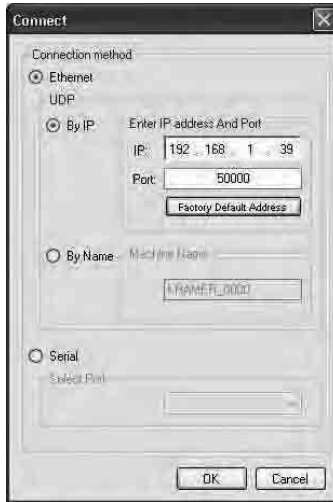 Connect
Connection method
Ethernet
UDP
By IP
Enter IP address And Port
IP: 192 . 168 . 1 . 39
Port: 50000
Factory Default Address
By Name
Machine Name
KRAMER_0000
Serial
Select Port
OK Cancel